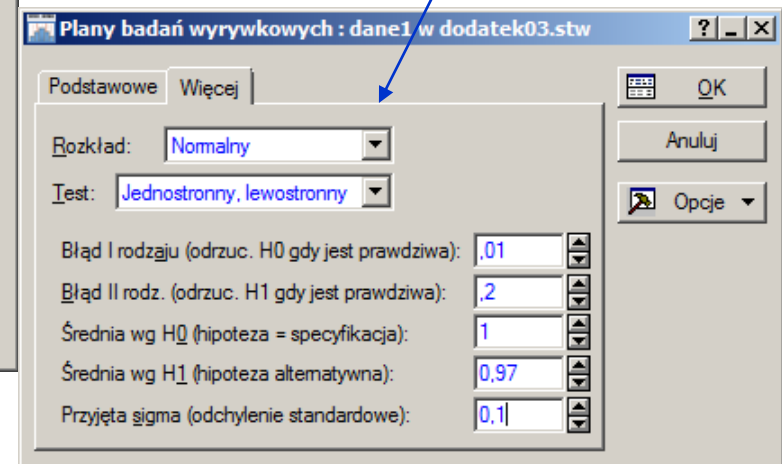 Plany badań wyrywkowych : dane1 w dodatek03.stw
Podstawowe Więcej
OK
Rozkład: Normalny
Anuluj
Test: Jednostronny, lewostronny
Opcje
Błąd I rodzaju (odrzuc. H0 gdy jest prawdziwa): ,01
Błąd II rodz. (odrzuc. H1 gdy jest prawdziwa): ,2
Średnia wg H0 (hipoteza = specyfikacja): 1
Średnia wg H1 (hipoteza alternatywna): 0,97
Przyjęta sigma (odchylenie standardowe): 0,1